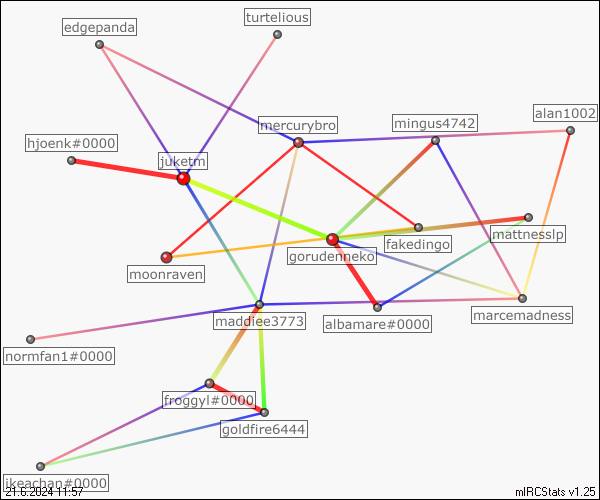 turtelious
edgepanda
alan1002
mercurybro
mingus4742
hjoenk#0000
juketm
mattnesslp
fakedingo
gorudenneko
moonraven
marcemadness
maddiee3773
albamare#0000
normfan1#0000
froggyl#0000
goldfire6444
ikeachan#0000
21.6.2024 11:57
mIRCStats v1.25